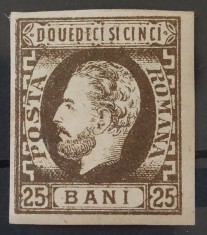 DOUEDECI SI CINCI
POSTA
ROMANA
25 BANI 25